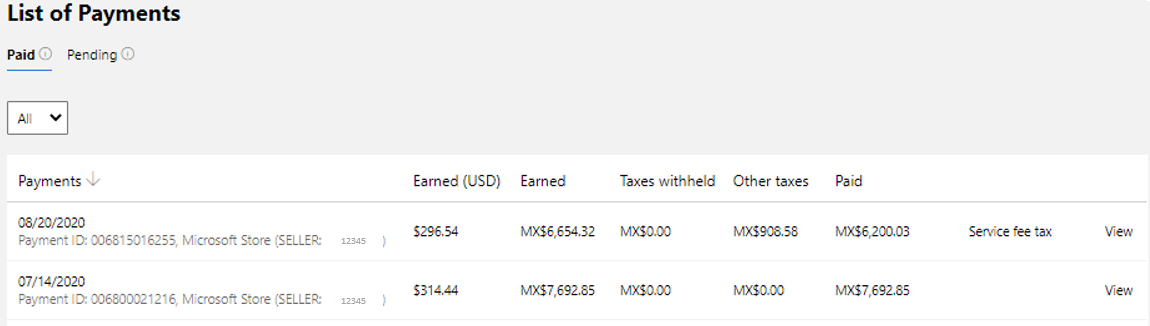 List of Payments
Paid Pending
All
Payments Earned (USD) Earned Taxes withheld Other taxes Paid
08/20/2020
Payment ID: 006815016255, Microsoft Store (SELLER: 12345 )
$296.54 MX$6,654.32 MX$0.00 MX$908.58 MX$6,200.03 Service fee tax View
07/14/2020
Payment ID: 006800021216, Microsoft Store (SELLER: 12345 )
$314.44 MX$7,692.85 MX$0.00 MX$0.00 MX$7,692.85 View